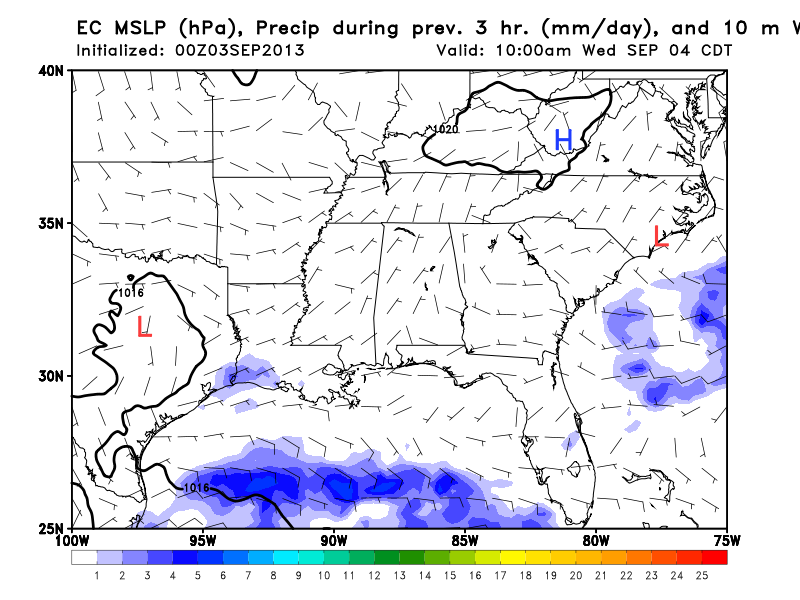 EC MSLP (hPa), Precip during prev. 3 hr. (mm/day), and 10 m W
Initialized: 00Z03SEP2013 Valid: 10:00am Wed SEP 04 CDT
40N
1020
H
35N
L
1016
L
30N
1016
25N
100W 95W 90W 85W 80W 75W
1 2 3 4 5 6 7 8 9 10 11 12 13 14 15 16 17 18 19 20 21 22 23 24 25